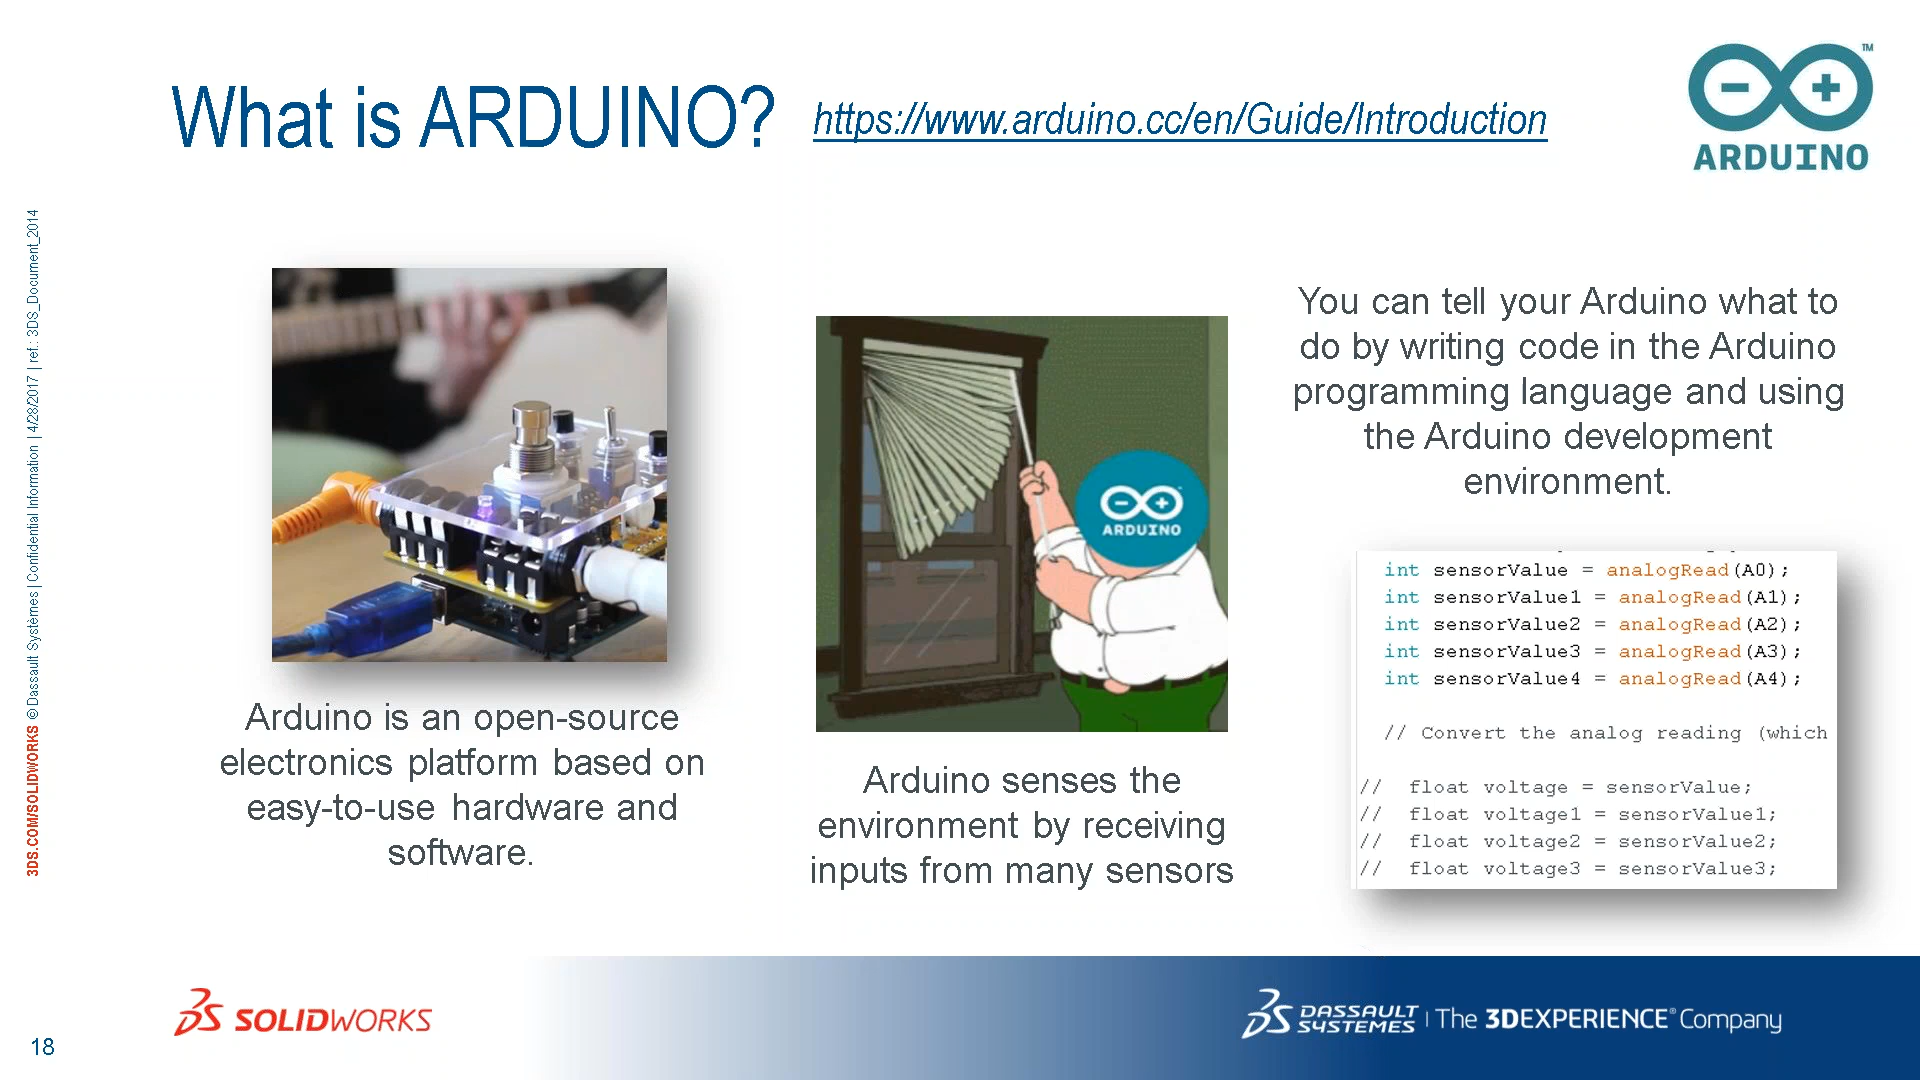 What is ARDUINO? https://www.arduino.cc/en/Guide/Introduction
ARDUINO
TM
3DS.COM/SOLIDWORKS © Dassault Systèmes | Confidential Information | 4/28/2017 | ref.: 3DS_Document_2014
Arduino is an open-source
electronics platform based on
easy-to-use hardware and
software.
ARDUINO
Arduino senses the
environment by receiving
inputs from many sensors
You can tell your Arduino what to
do by writing code in the Arduino
programming language and using
the Arduino development
environment.
int sensorValue = analogRead(A0);
int sensorValue1 = analogRead(A1);
int sensorValue2 = analogRead(A2);
int sensorValue3 = analogRead(A3);
int sensorValue4 = analogRead(A4);
// Convert the analog reading (which
// float voltage = sensorValue;
// float voltage1 = sensorValue1;
// float voltage2 = sensorValue2;
// float voltage3 = sensorValue3;
SOLIDWORKS
DASSAULT SYSTEMES | The 3DEXPERIENCE® Company
18